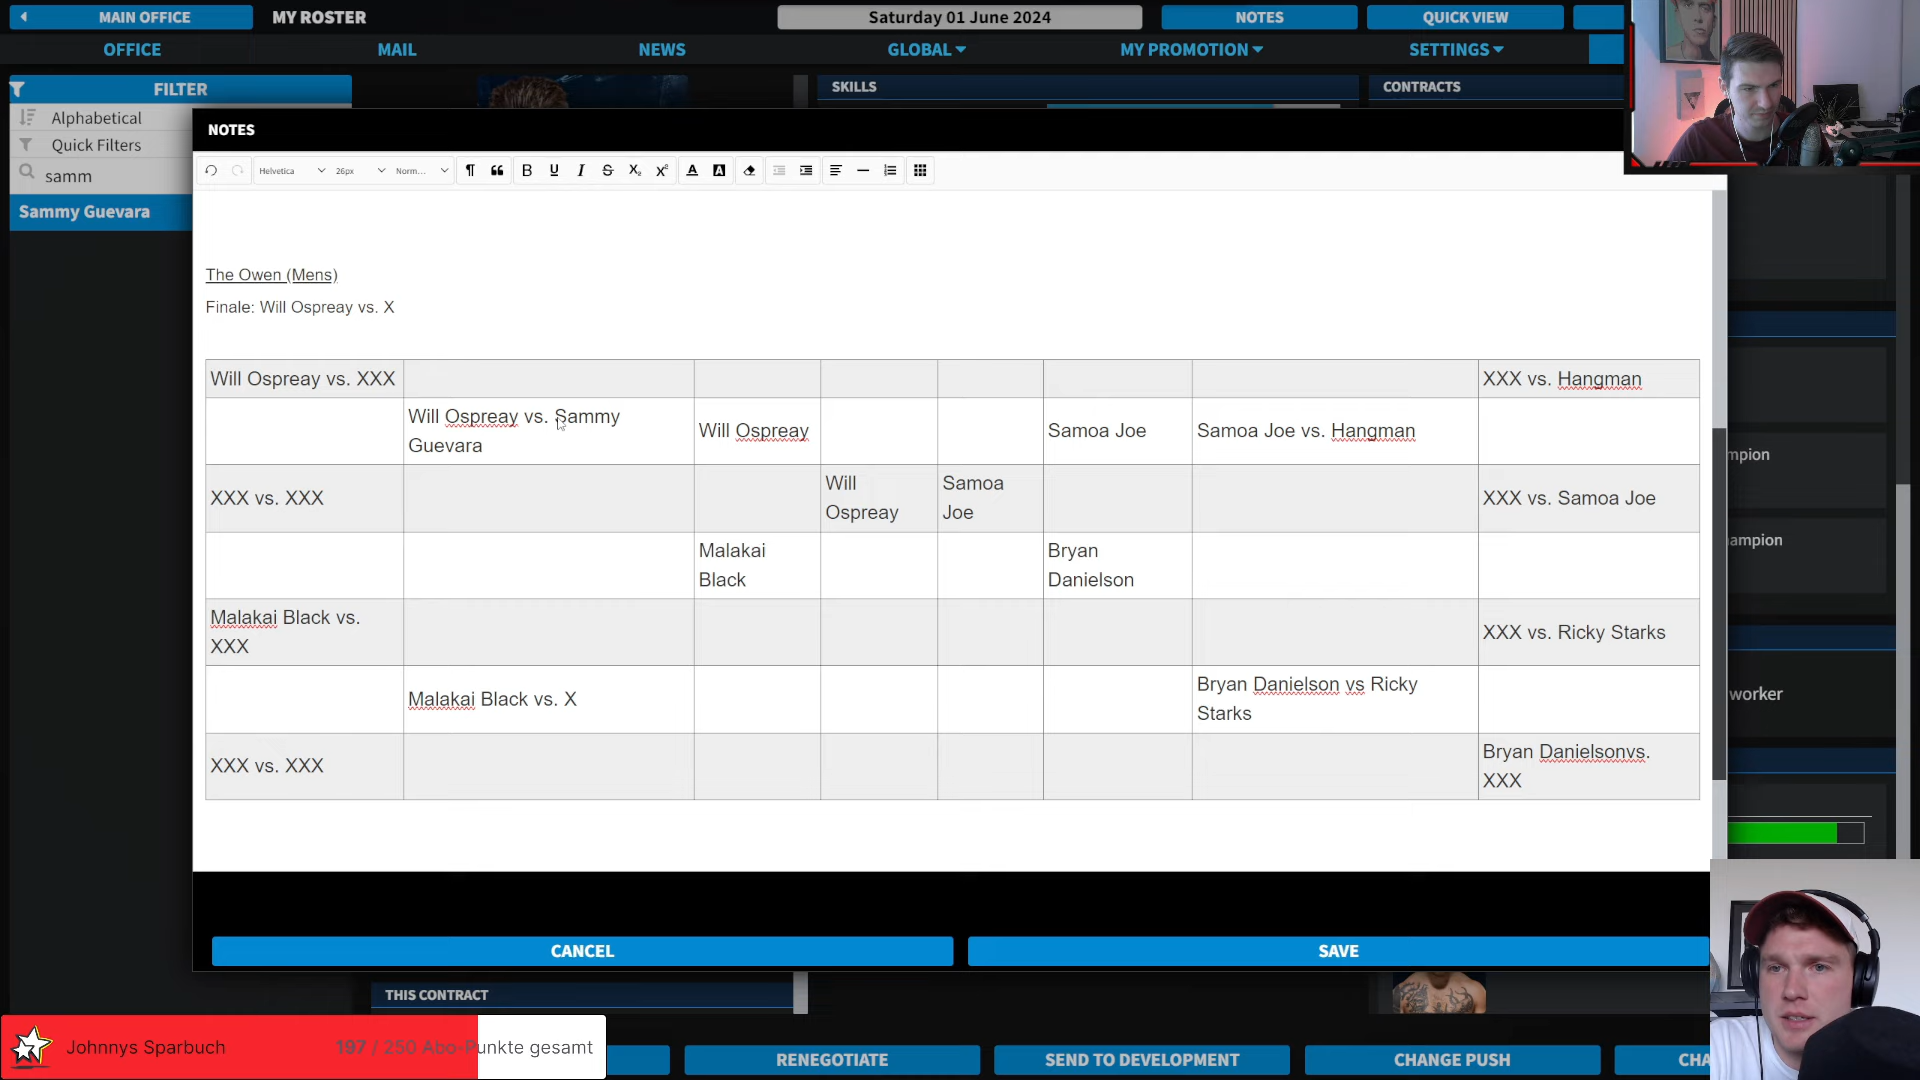 MAIN OFFICE
MY ROSTER
Saturday 01 June 2024
NOTES
QUICK VIEW
OFFICE
MAIL
NEWS
GLOBAL
MY PROMOTION
SETTINGS
FILTER
SKILLS
CONTRACTS
Alphabetical
Quick Filters
samm
Sammy Guevara
NOTES
Helvetica
26px
Norm...
The Owen (Mens)
Finale: Will Ospreay vs. X
Will Ospreay vs. XXX
XXX vs. Hangman
Will Ospreay vs. Sammy
Guevara
Will Ospreay
Samoa Joe
Samoa Joe vs. Hangman
XXX vs. XXX
Will
Ospreay
Samoa
Joe
XXX vs. Samoa Joe
Malakai
Black
Bryan
Danielson
Malakai Black vs.
XXX
XXX vs. Ricky Starks
Malakai Black vs. X
Bryan Danielson vs Ricky
Starks
XXX vs. XXX
Bryan Danielsonvs.
XXX
worker
CANCEL
SAVE
THIS CONTRACT
Johnnys Sparbuch
197 / 250 Abo-Punkte gesamt
RENEGOTIATE
SEND TO DEVELOPMENT
CHANGE PUSH